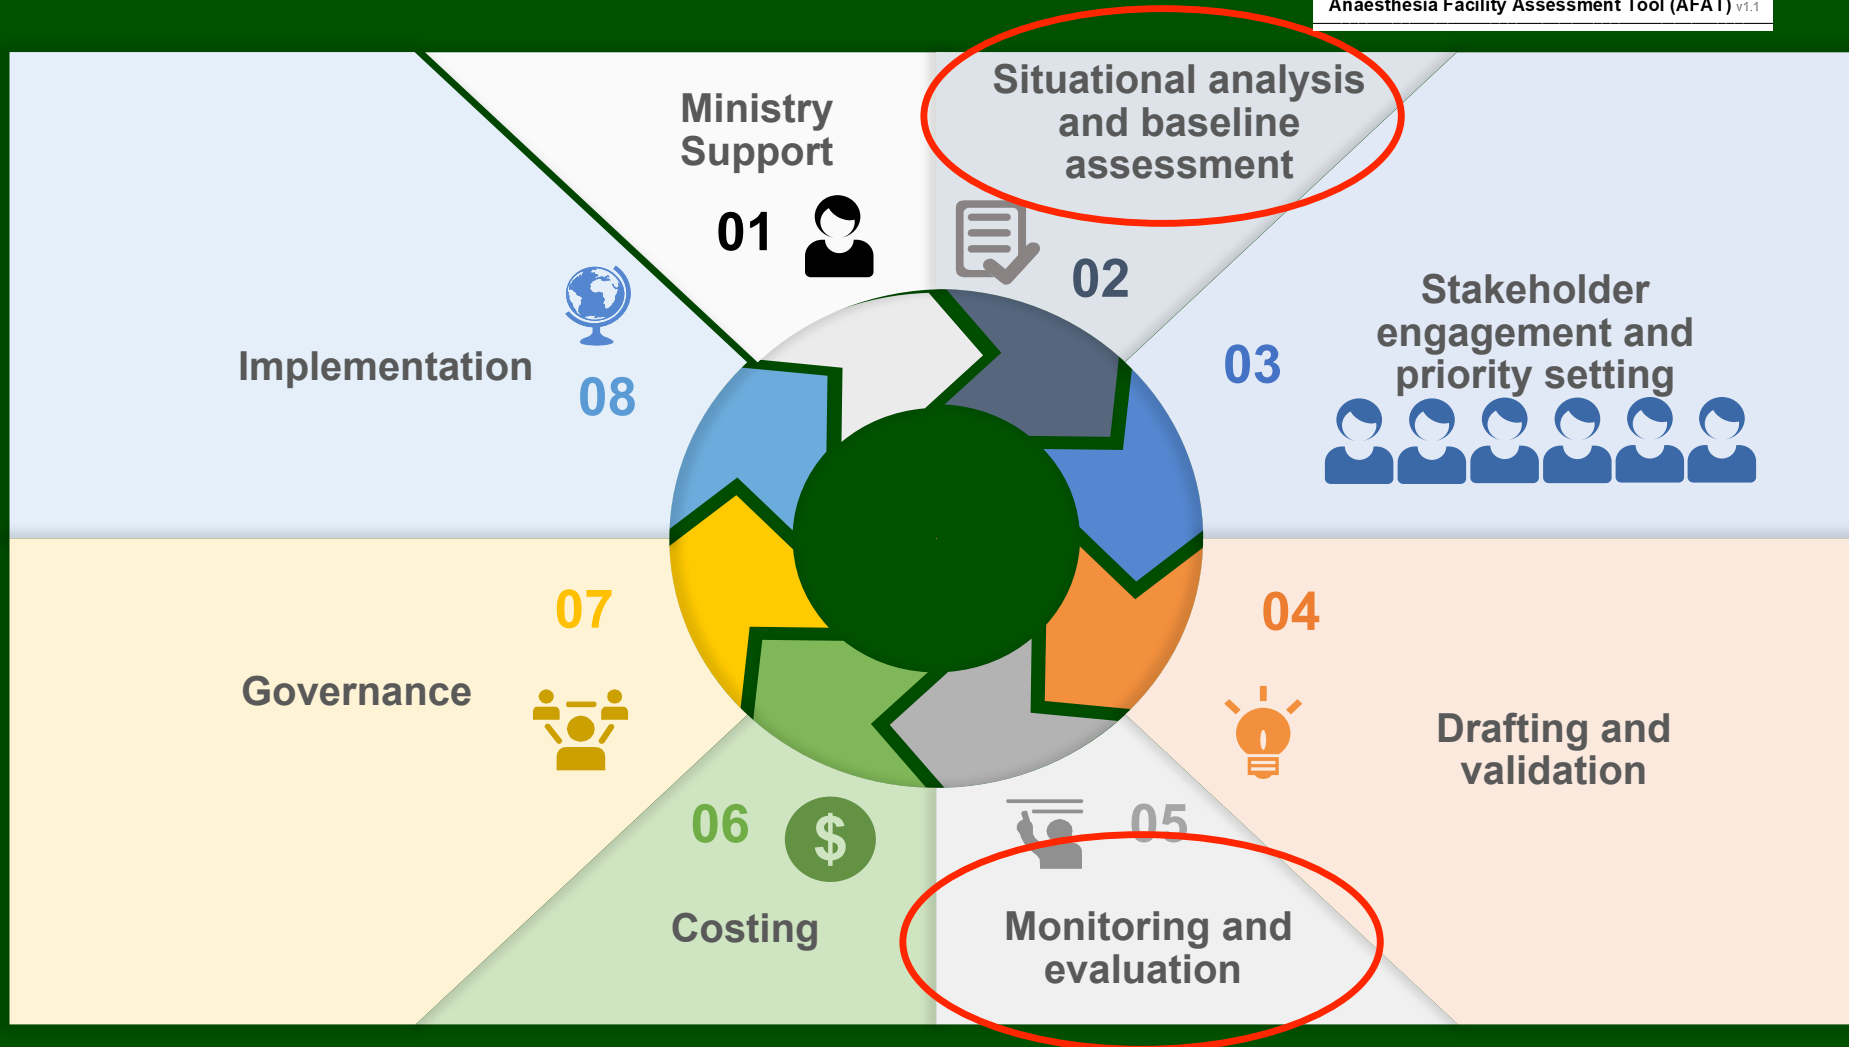 Anaesthesia Facility Assessment Tool (AFAT) v1.1
Ministry
Support
01
Situational analysis
and baseline
assessment
02
Stakeholder
engagement and
priority setting
03
04
Drafting and
validation
05
Monitoring and
evaluation
06
$
Costing
07
Governance
Implementation
08